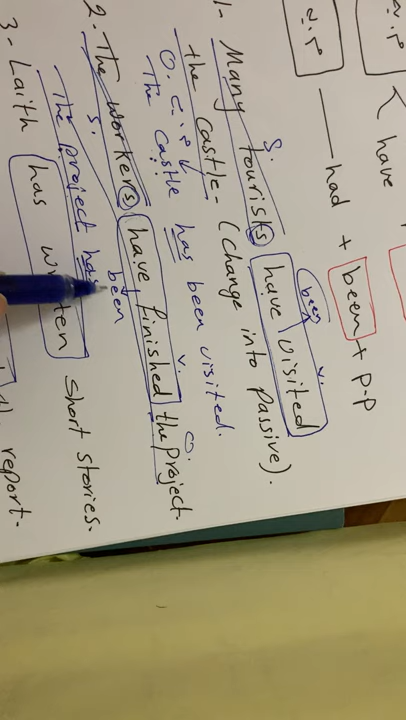 have
had + been + p.p
1- Many tourists have visited
been
v.
S.
the castle- (change into passive).
O.
The castle has been visited.
2. The workers have finished the project.
S.
v.
O.
been
The project has
3- Laith has written short stories.
report-